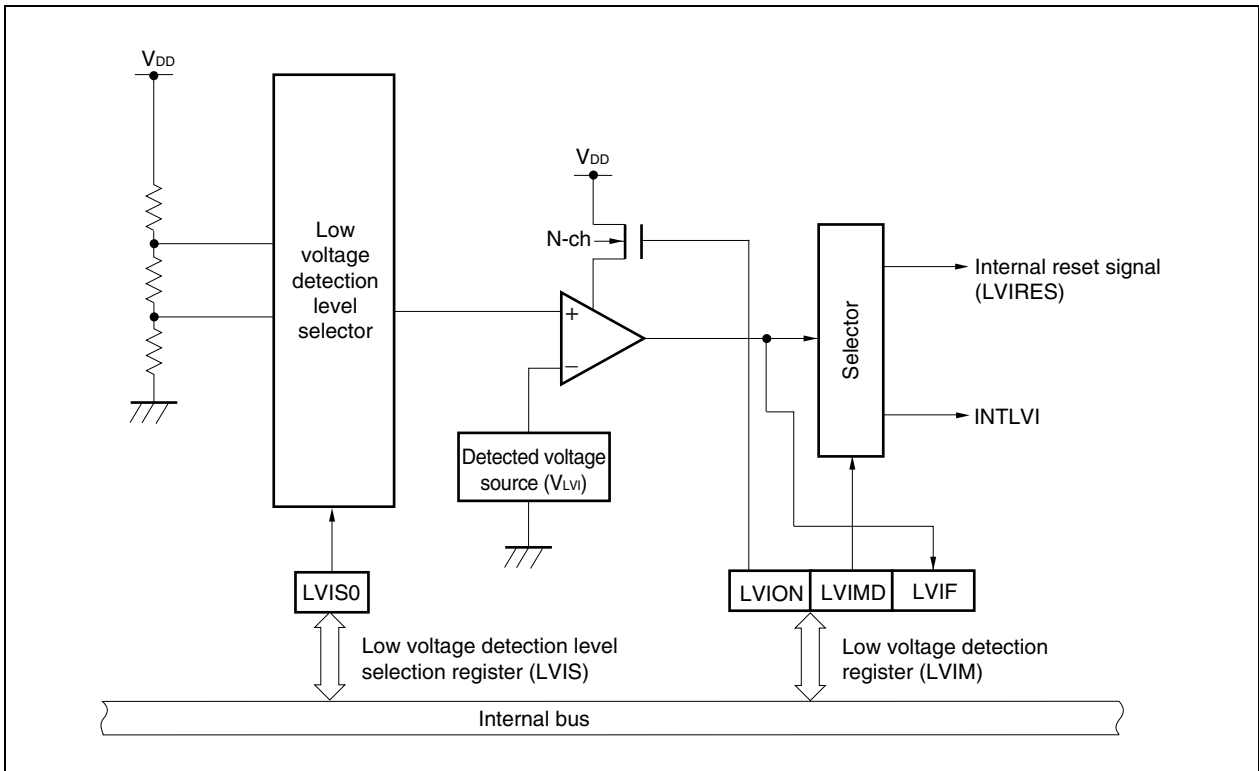 VDD
Low
voltage
detection
level
selector
VDD
N-ch
+
−
Detected voltage
source (VLVI)
Selector
Internal reset signal
(LVIRES)
INTLVI
LVIS0
LVION LVIMD LVIF
Low voltage detection level
selection register (LVIS)
Low voltage detection
register (LVIM)
Internal bus